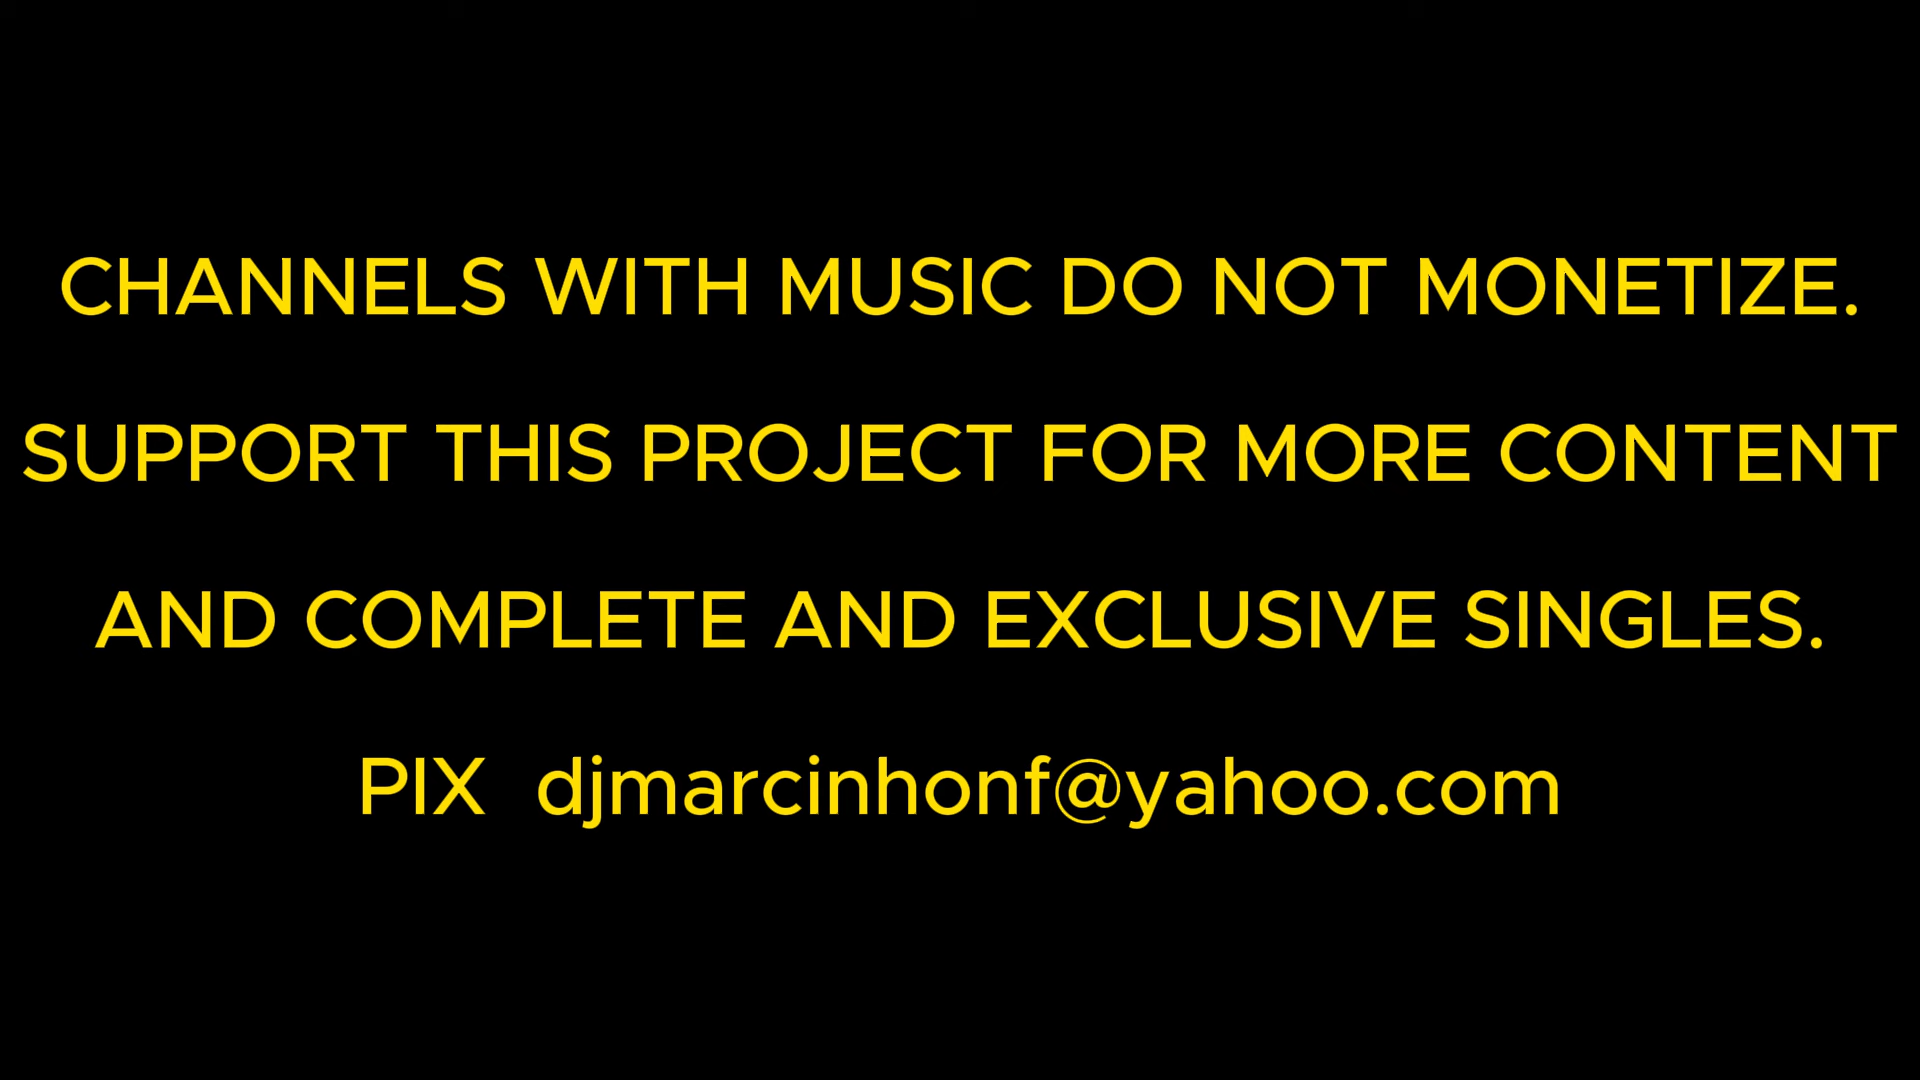 CHANNELS WITH MUSIC DO NOT MONETIZE.
SUPPORT THIS PROJECT FOR MORE CONTENT
AND COMPLETE AND EXCLUSIVE SINGLES.
PIX djmarcinhonf@yahoo.com